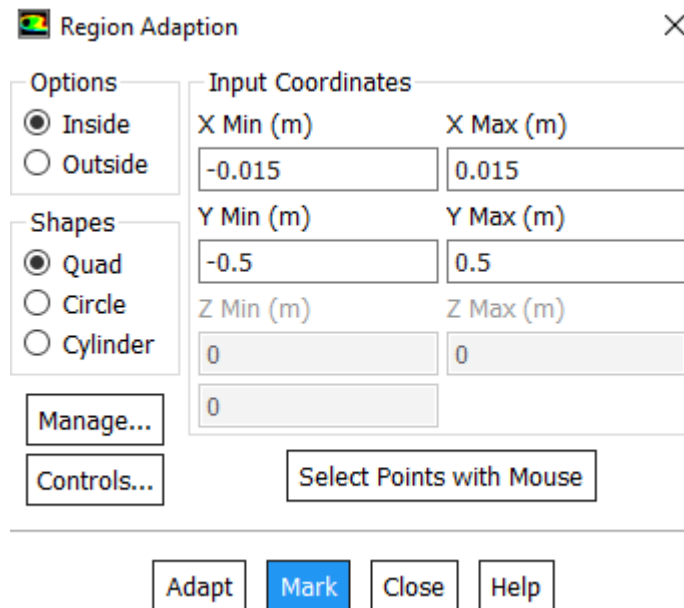 Region Adaption
Options
Inside
Outside
Shapes
Quad
Circle
Cylinder
Manage...
Controls...
Input Coordinates
X Min (m) X Max (m)
-0.015 0.015
Y Min (m) Y Max (m)
-0.5 0.5
Z Min (m) Z Max (m)
0 0
0
Select Points with Mouse
Adapt Mark Close Help